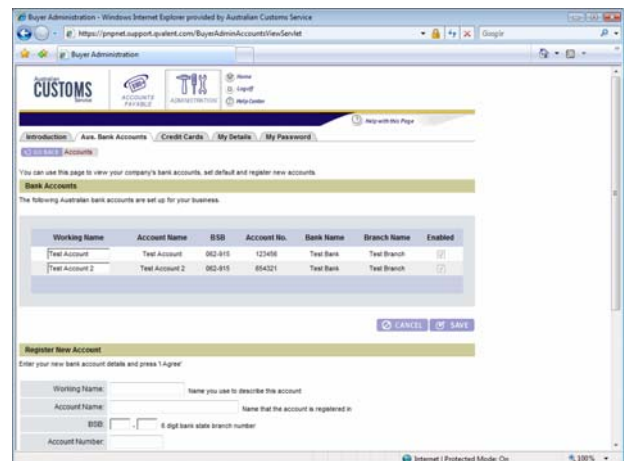 Buyer Administration - Windows Internet Explorer provided by Australian Customs Service
https://pnpnet.support.qvalent.com/BuyerAdminAccountsViewServlet
Google
Buyer Administration
Australian
CUSTOMS
Service
ACCOUNTS PAYABLE
ADMINISTRATION
Home
Logoff
Help Center
Help with this Page
Introduction Aus. Bank Accounts Credit Cards My Details My Password
GO BACK Accounts
You can use this page to view your company's bank accounts, set default and register new accounts.
Bank Accounts
The following Australian bank accounts are set up for your business.
Working Name Account Name BSB Account No. Bank Name Branch Name Enabled
Test Account Test Account 062-915 123456 Test Bank Test Branch
Test Account 2 Test Account 2 062-915 654321 Test Bank Test Branch
CANCEL SAVE
Register New Account
Enter your new bank account details and press 'I Agree'
Working Name: Name you use to describe this account
Account Name: Name that the account is registered in
BSB: - 6 digit bank state branch number
Account Number:
Internet | Protected Mode: On 100%